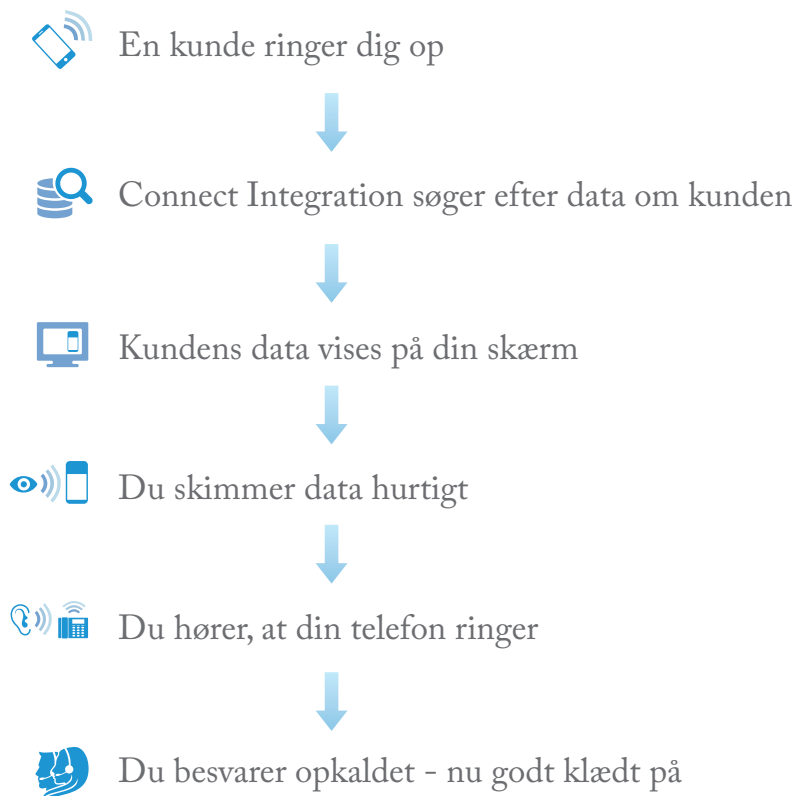 En kunde ringer dig op
Connect Integration søger efter data om kunden
Kundens data vises på din skærm
Du skimmer data hurtigt
Du hører, at din telefon ringer
Du besvarer opkaldet - nu godt klædt på